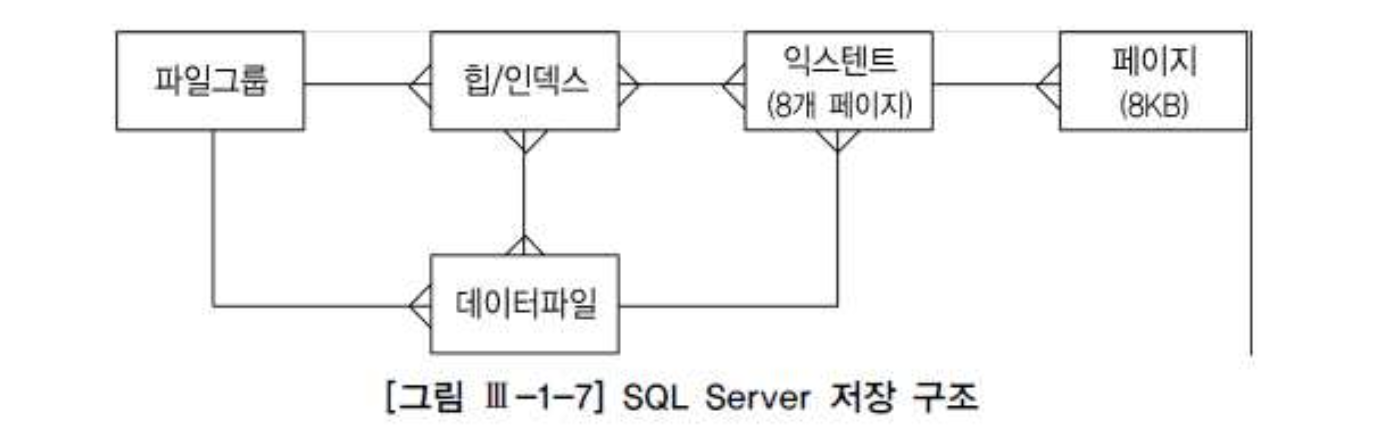 파일그룹
힙/인덱스
익스텐트
(8개 페이지)
페이지
(8KB)
데이터파일
[그림 Ⅲ-1-7] SQL Server 저장 구조